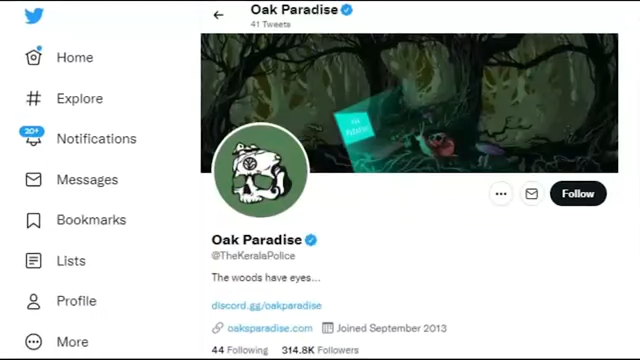 Oak Paradise
41 Tweets
Home
# Explore
20+
Notifications
Messages
Bookmarks
Lists
Profile
More
Follow
Oak Paradise
@TheKeralaPolice
The woods have eyes...
discord.gg/oakparadise
oaksparadise.com Joined September 2013
44 Following 314.8K Followers